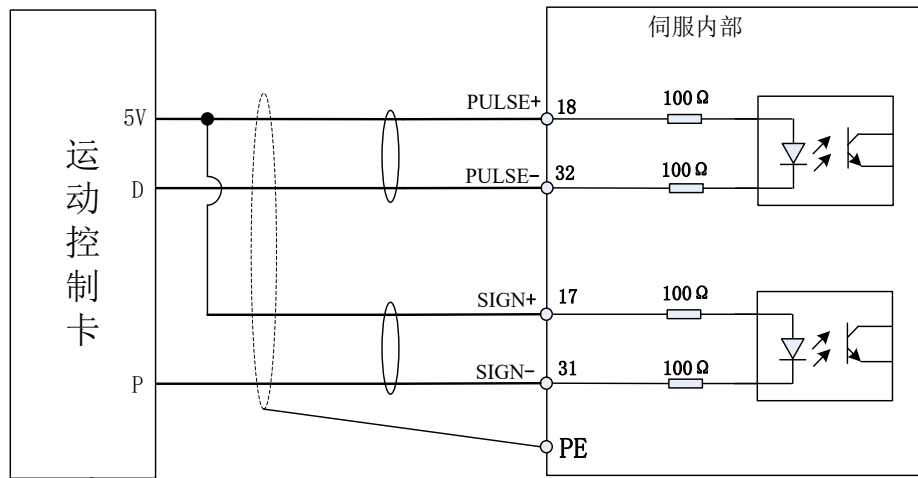 伺服内部
5V
PULSE+
18
100Ω
运动控制卡
D
PULSE-
32
100Ω
SIGN+
17
100Ω
P
SIGN-
31
100Ω
PE